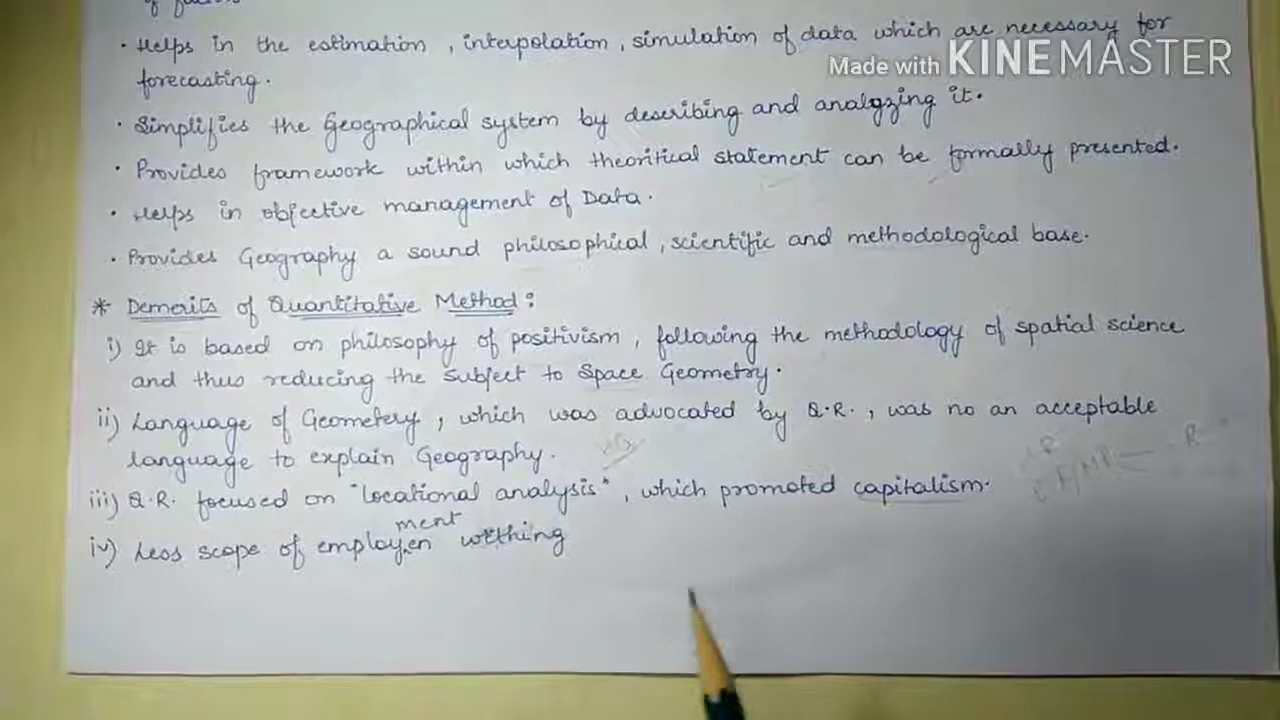 • Helps in the estimation , interpolation , simulation of data which are necessary for
Made with KINEMASTER
forecasting.
• Simplifies the Geographical system by describing and analyzing it.
• Provides framework within which theoritical statement can be formally presented.
• Helps in objective management of Data.
• Provides Geography a sound philosophical , scientific and methodological base.
* Demerits of Quantitative Method :
i) It is based on philosophy of positivism , following the methodology of spatial science
and thus reducing the subject to Space Geometry.
ii) Language of Geometery , which was advocated by Q.R. , was no an acceptable
language to explain Geography.
iii) Q.R. focused on "locational analysis" , which promoted capitalism.
ment
iv) Less scope of employ